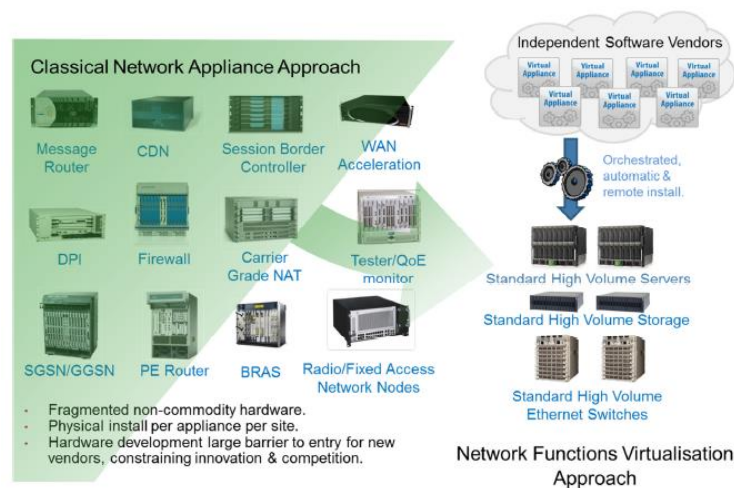 Classical Network Appliance Approach
Message
Router
CDN
Session Border
Controller
WAN
Acceleration
DPI
Firewall
Carrier
Grade NAT
Tester/QoE
monitor
SGSN/GGSN
PE Router
BRAS
Radio/Fixed Access
Network Nodes
• Fragmented non-commodity hardware.
• Physical install per appliance per site.
• Hardware development large barrier to entry for new
vendors, constraining innovation & competition.
Independent Software Vendors
Virtual
Appliance
Virtual
Appliance
Virtual
Appliance
Virtual
Appliance
Virtual
Appliance
Virtual
Appliance
Virtual
Appliance
Orchestrated,
automatic &
remote install.
Standard High Volume Servers
Standard High Volume Storage
Standard High Volume
Ethernet Switches
Network Functions Virtualisation
Approach